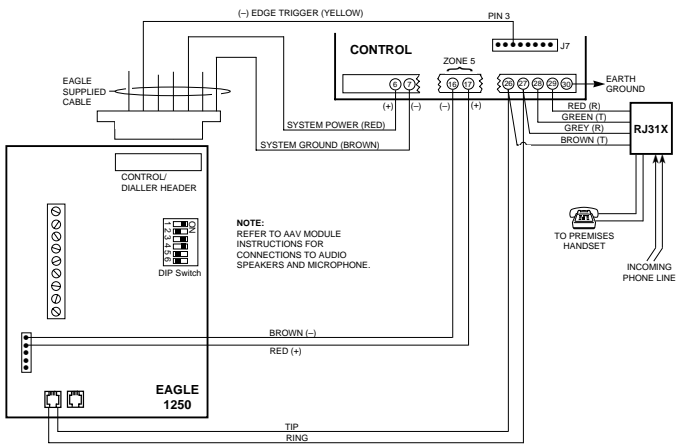 (–) EDGE TRIGGER (YELLOW)
PIN 3
J7
CONTROL
ZONE 5
6 7 16 17 26 27 28 29 30
EARTH
GROUND
(+) (–) (–) (+)
EAGLE
SUPPLIED
CABLE
RED (R)
GREEN (T)
GREY (R)
BROWN (T)
RJ31X
SYSTEM POWER (RED)
SYSTEM GROUND (BROWN)
CONTROL/
DIALLER HEADER
ON
1 2 3 4 5 6
DIP Switch
NOTE:
REFER TO AAV MODULE
INSTRUCTIONS FOR
CONNECTIONS TO AUDIO
SPEAKERS AND MICROPHONE.
TO PREMISES
HANDSET
INCOMING
PHONE LINE
BROWN (–)
RED (+)
EAGLE
1250
TIP
RING